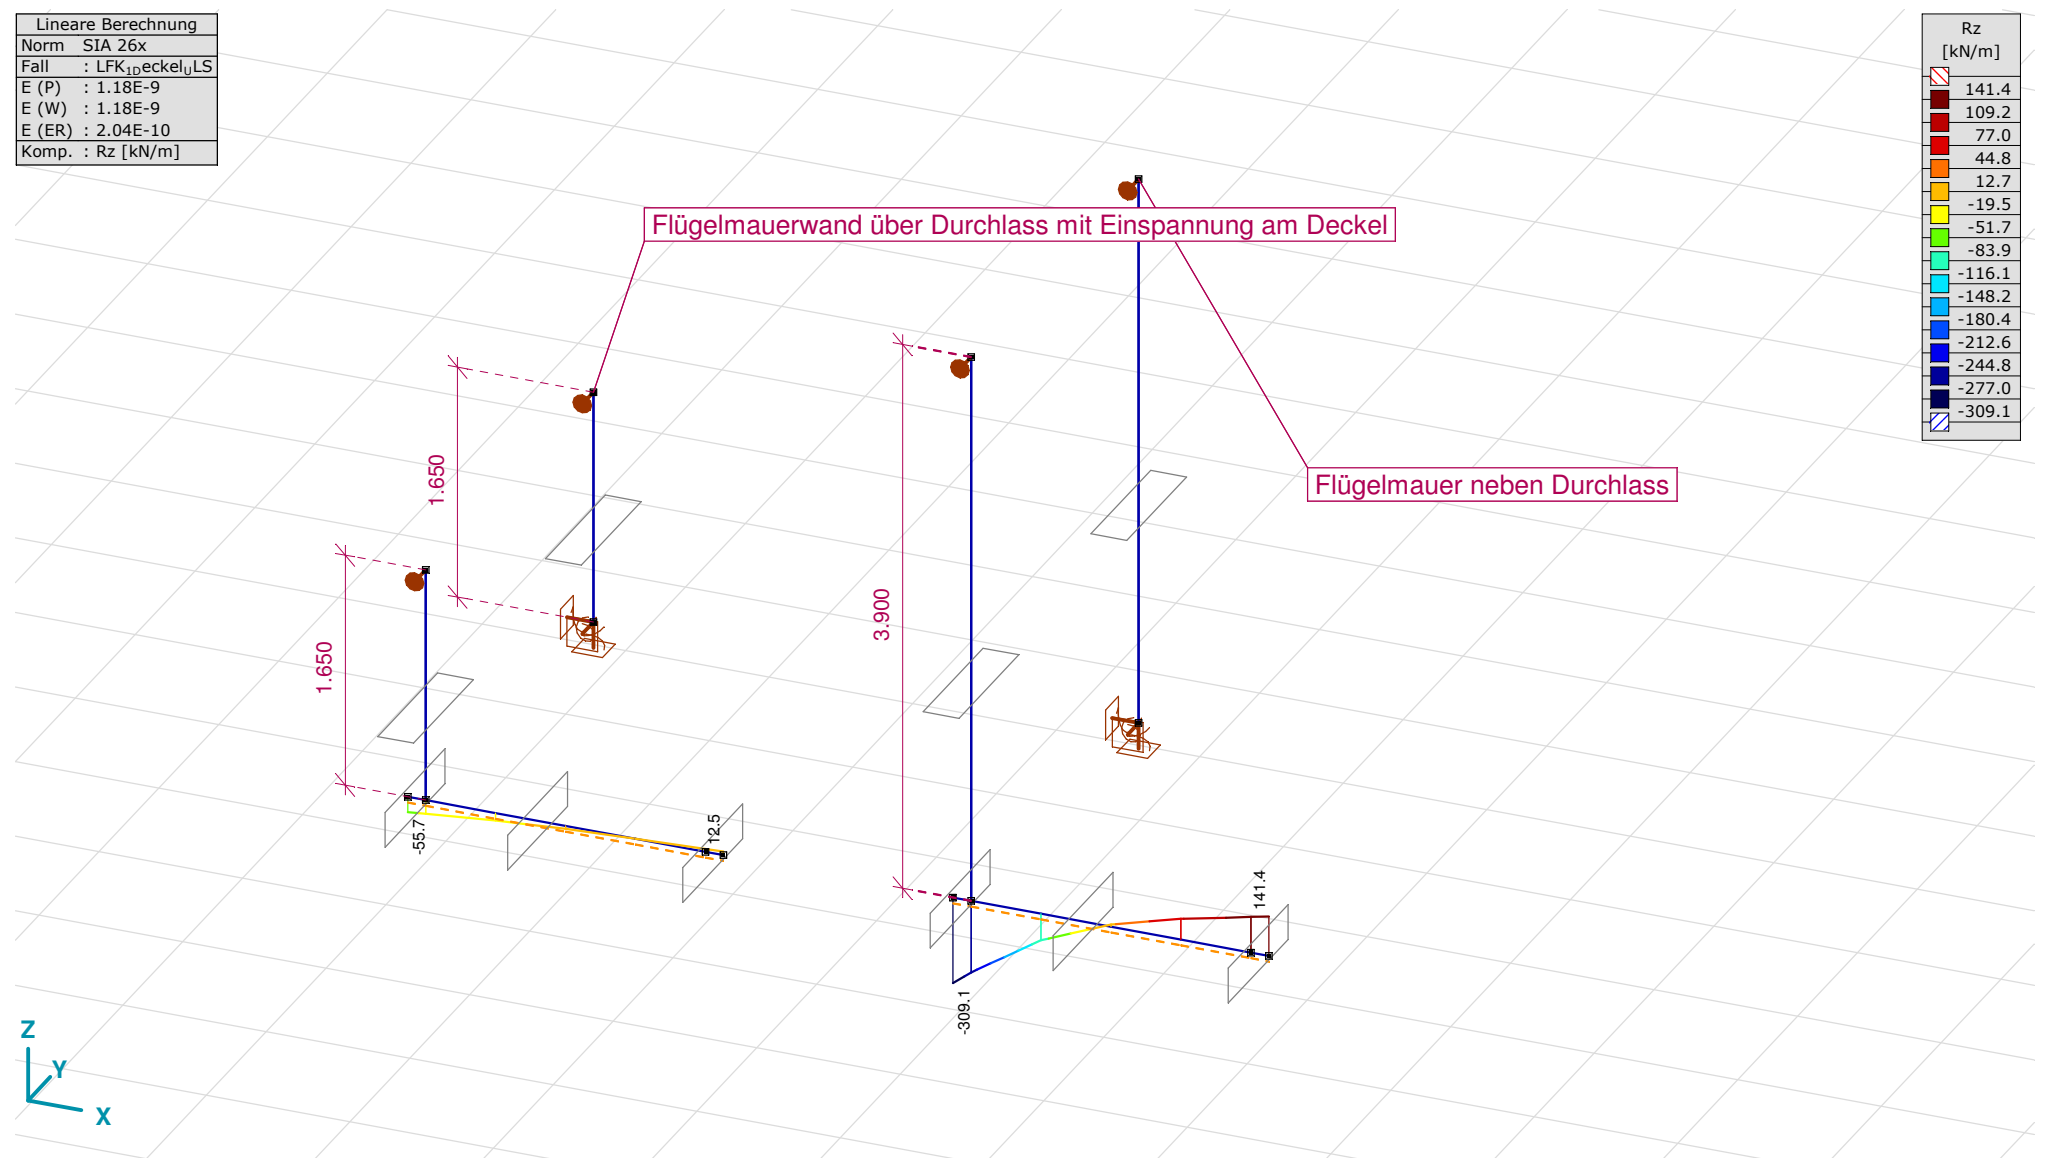 Lineare Berechnung
Norm SIA 26x
Fall : LFK1DeckelULS
E (P) : 1.18E-9
E (W) : 1.18E-9
E (ER) : 2.04E-10
Komp. : Rz [kN/m]
Rz
[kN/m]
141.4
109.2
77.0
44.8
12.7
-19.5
-51.7
-83.9
-116.1
-148.2
-180.4
-212.6
-244.8
-277.0
-309.1
Flügelmauerwand über Durchlass mit Einspannung am Deckel
Flügelmauer neben Durchlass
1.650
1.650
3.900
-55.7
12.5
-309.1
141.4
Z
Y
X